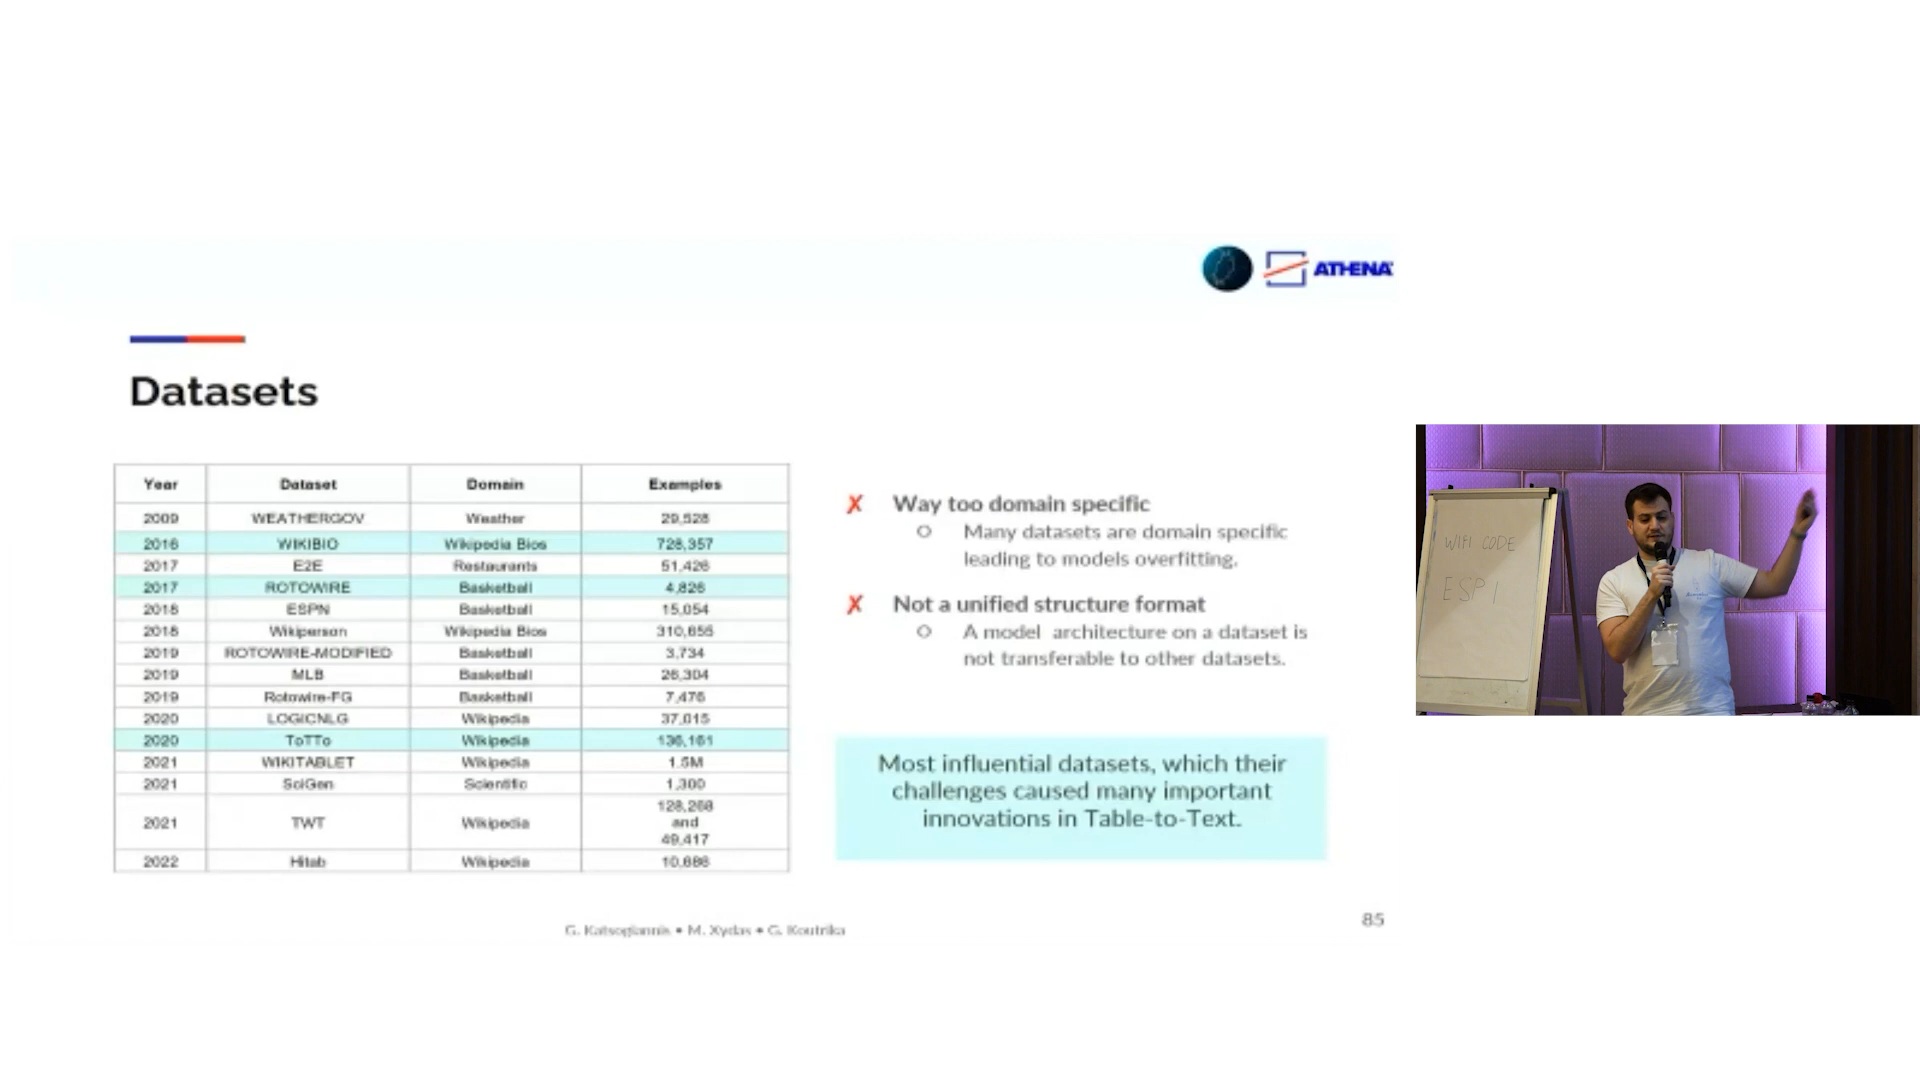 ATHENA
Datasets
Year Dataset Domain Examples
2009 WEATHERGOV Weather 29,528
2016 WIKIBIO Wikipedia Bios 728,357
2017 E2E Restaurants 51,426
2017 ROTOWIRE Basketball 4,826
2018 ESPN Basketball 15,054
2018 Wikiperson Wikipedia Bios 310,655
2019 ROTOWIRE-MODIFIED Basketball 3,734
2019 MLB Basketball 26,304
2019 Rotowire-FG Basketball 7,476
2020 LOGICNLG Wikipedia 37,015
2020 ToTTo Wikipedia 136,161
2021 WIKITABLET Wikipedia 1.5M
2021 SciGen Scientific 1,300
2021 TWT Wikipedia 128,268
and
49,417
2022 Hitab Wikipedia 10,686
✗ Way too domain specific
○ Many datasets are domain specific
leading to models overfitting.
✗ Not a unified structure format
○ A model architecture on a dataset is
not transferable to other datasets.
Most influential datasets, which their
challenges caused many important
innovations in Table-to-Text.
G. Katsogiannis • M. Xydas • G. Koutrika
85
WIFI CODE
ESP1